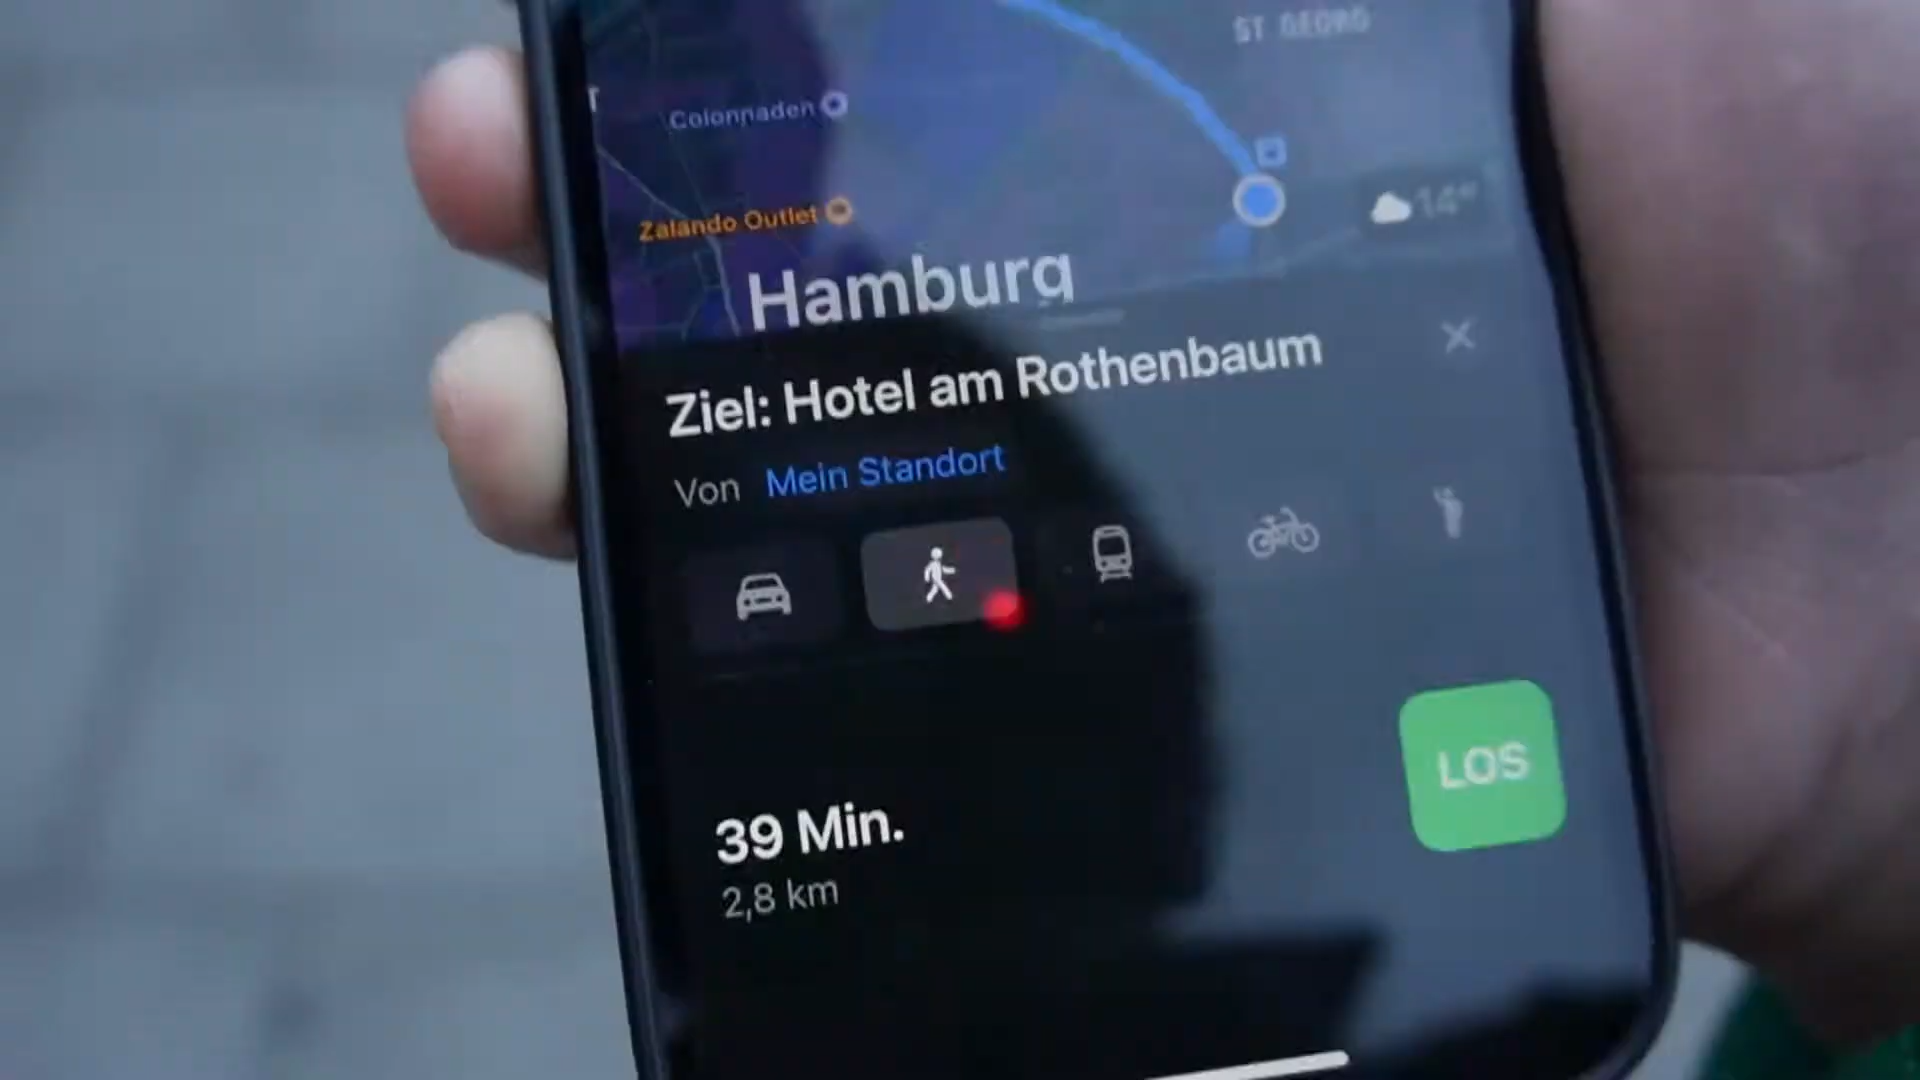 ST GEORG
Colonnaden
Zalando Outlet
14°
Hamburg
Ziel: Hotel am Rothenbaum
Von Mein Standort
LOS
39 Min.
2,8 km